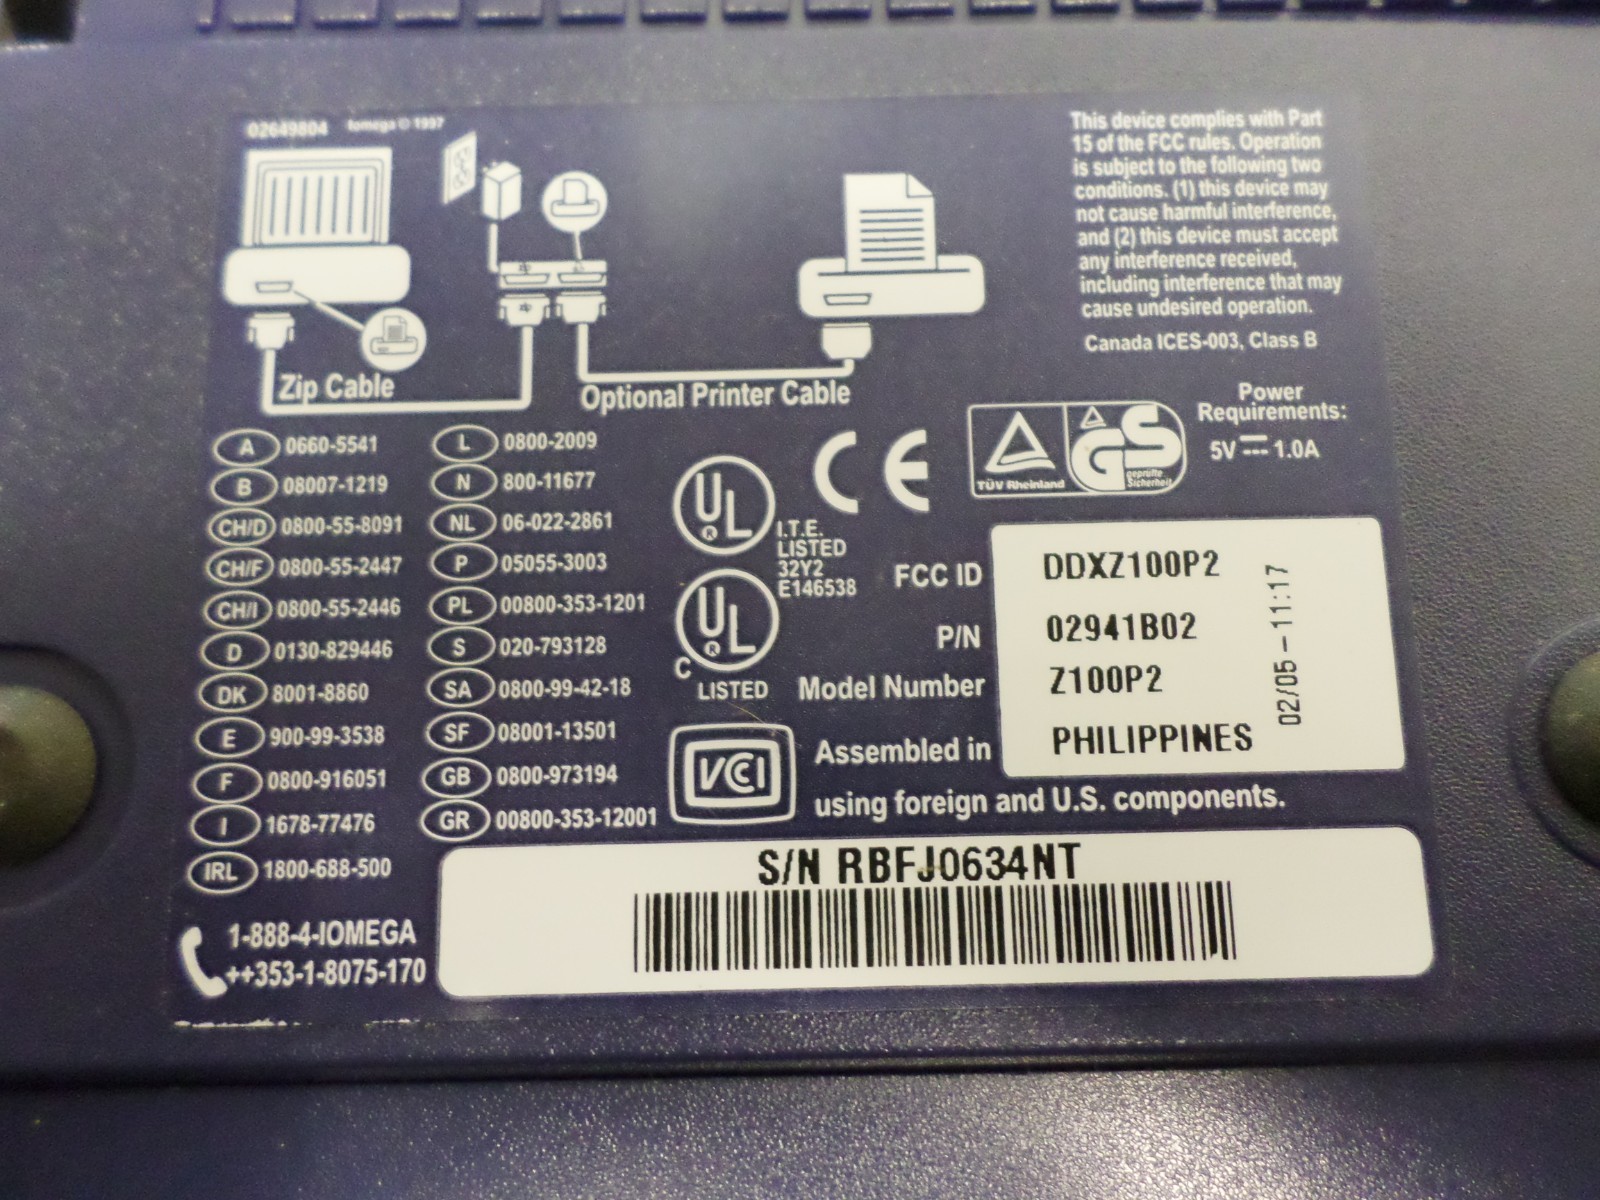 02649804 Iomega © 1997
Zip Cable
Optional Printer Cable
This device complies with Part
15 of the FCC rules. Operation
is subject to the following two
conditions. (1) this device may
not cause harmful interference,
and (2) this device must accept
any interference received,
including interference that may
cause undesired operation.
Canada ICES-003, Class B
Power
Requirements:
5V 1.0A
TÜV Rheinland
GS
geprüfte
Sicherheit
CE
A 0660-5541
B 08007-1219
CH/D 0800-55-8091
CH/F 0800-55-2447
CH/I 0800-55-2446
D 0130-829446
DK 8001-8860
E 900-99-3538
F 0800-916051
I 1678-77476
IRL 1800-688-500
L 0800-2009
N 800-11677
NL 06-022-2861
P 05055-3003
PL 00800-353-1201
S 020-793128
SA 0800-99-42-18
SF 08001-13501
GB 0800-973194
GR 00800-353-12001
1-888-4-IOMEGA
++353-1-8075-170
UL ®
I.T.E.
LISTED
32Y2
E146538
C UL ®
LISTED
VCCI
FCC ID DDXZ100P2
P/N 02941B02
Model Number Z100P2
Assembled in PHILIPPINES
02/05-11:17
using foreign and U.S. components.
S/N RBFJ0634NT